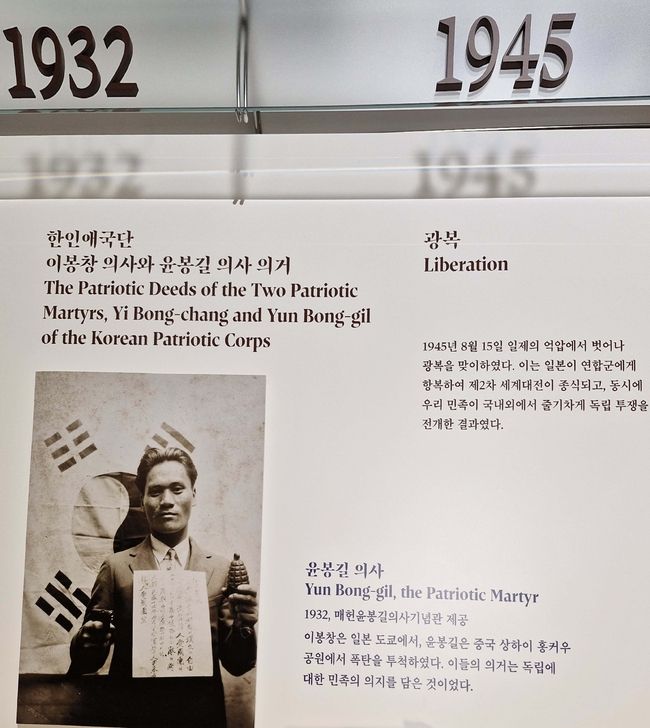 1932
1945
한인애국단
이봉창 의사와 윤봉길 의사 의거
The Patriotic Deeds of the Two Patriotic
Martyrs, Yi Bong-chang and Yun Bong-gil
of the Korean Patriotic Corps
광복
Liberation
1945년 8월 15일 일제의 억압에서 벗어나
광복을 맞이하였다. 이는 일본이 연합군에게
항복하여 제2차 세계대전이 종식되고, 동시에
우리 민족이 국내외에서 줄기차게 독립 투쟁을
전개한 결과였다.
윤봉길 의사
Yun Bong-gil, the Patriotic Martyr
1932, 매헌윤봉길의사기념관 제공
이봉창은 일본 도쿄에서, 윤봉길은 중국 상하이 훙커우
공원에서 폭탄을 투척하였다. 이들의 의거는 독립에
대한 민족의 의지를 담은 것이었다.